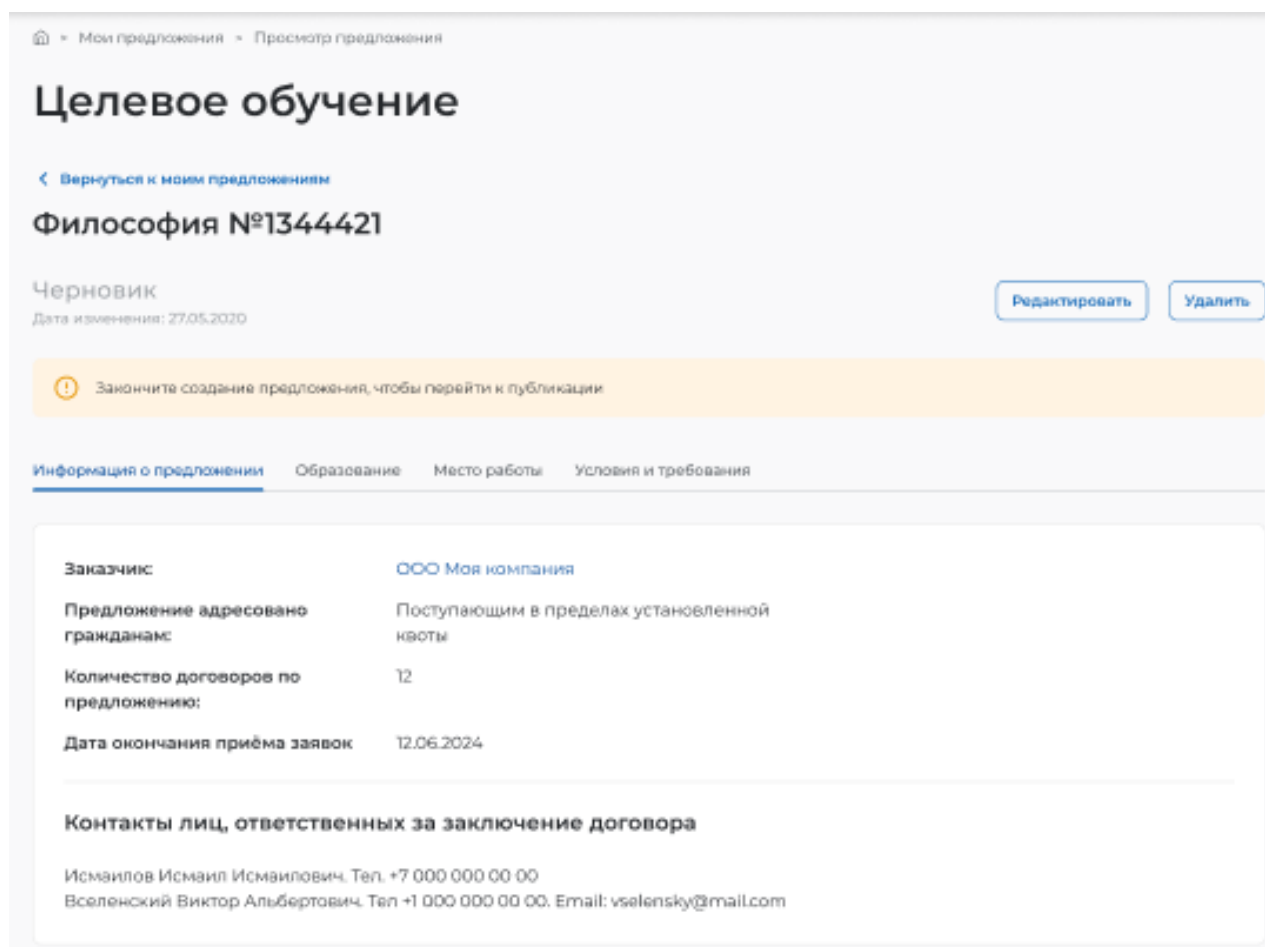 Мои предложения Просмотр предложения
Целевое обучение
Вернуться к моим предложениям
Философия №1344421
Черновик
Редактировать Удалить
Дата изменения: 27.05.2020
Закончите создание предложения, чтобы перейти к публикации
Информация о предложении Образование Место работы Условия и требования
Заказчик: ООО Моя компания
Предложение адресовано Поступающим в пределах установленной
гражданам: квоты
Количество договоров по 12
предложению:
Дата окончания приёма заявок 12.06.2024
Контакты лиц, ответственных за заключение договора
Исмаилов Исмаил Исмаилович. Тел. +7 000 000 00 00
Вселенский Виктор Альбертович. Тел +1 000 000 00 00. Email: vselensky@mail.com